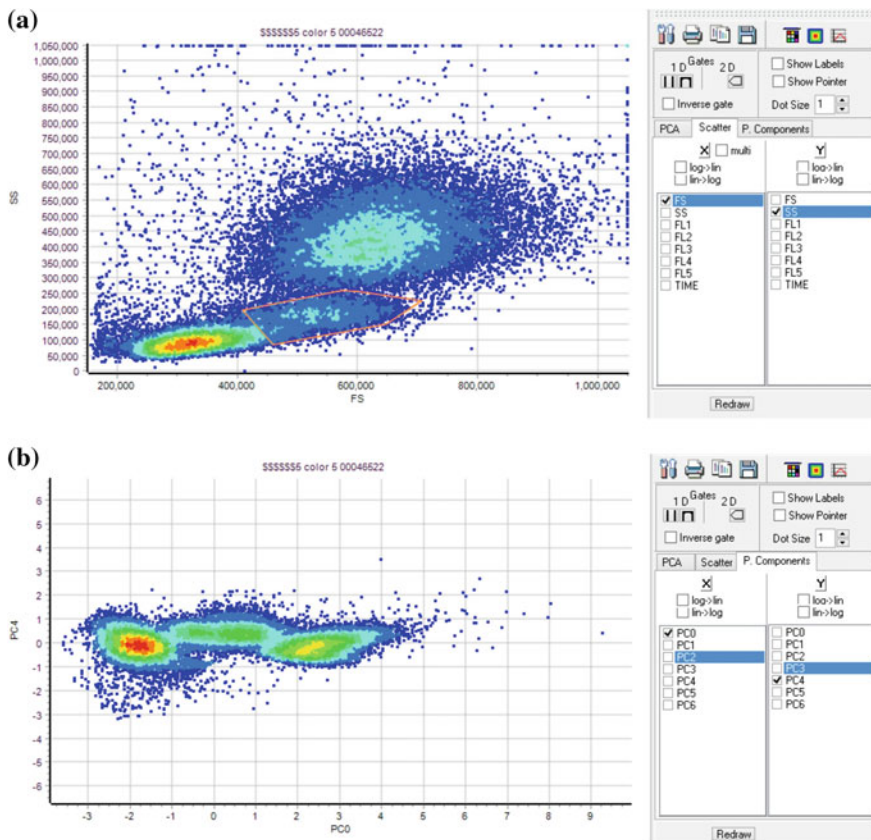 (a)
$$$$$$6 color 6 00046622
1,050,000
1,000,000
950,000
900,000
850,000
800,000
750,000
700,000
650,000
600,000
550,000
500,000
450,000
400,000
350,000
300,000
250,000
200,000
150,000
100,000
50,000
0
SS
200,000 400,000 600,000 800,000 1,000,000
FS
1 D Gates 2 D
Show Labels
Show Pointer
Inverse gate
Dot Size 1
PCA Scatter P. Components
X multi Y
log->lin log->lin
lin->log lin->log
FS FS
SS SS
FL1 FL1
FL2 FL2
FL3 FL3
FL4 FL4
FL5 FL5
TIME TIME
Redraw
(b)
$$$$$$6 color 6 00046622
6
5
4
3
2
1
0
-1
-2
-3
-4
-5
-6
PC4
-3 -2 -1 0 1 2 3 4 5 6 7 8 9
PC0
1 D Gates 2 D
Show Labels
Show Pointer
Inverse gate
Dot Size 1
PCA Scatter P. Components
X Y
log->lin log->lin
lin->log lin->log
PC0 PC0
PC1 PC1
PC2 PC2
PC3 PC3
PC4 PC4
PC5 PC5
PC6 PC6
Redraw